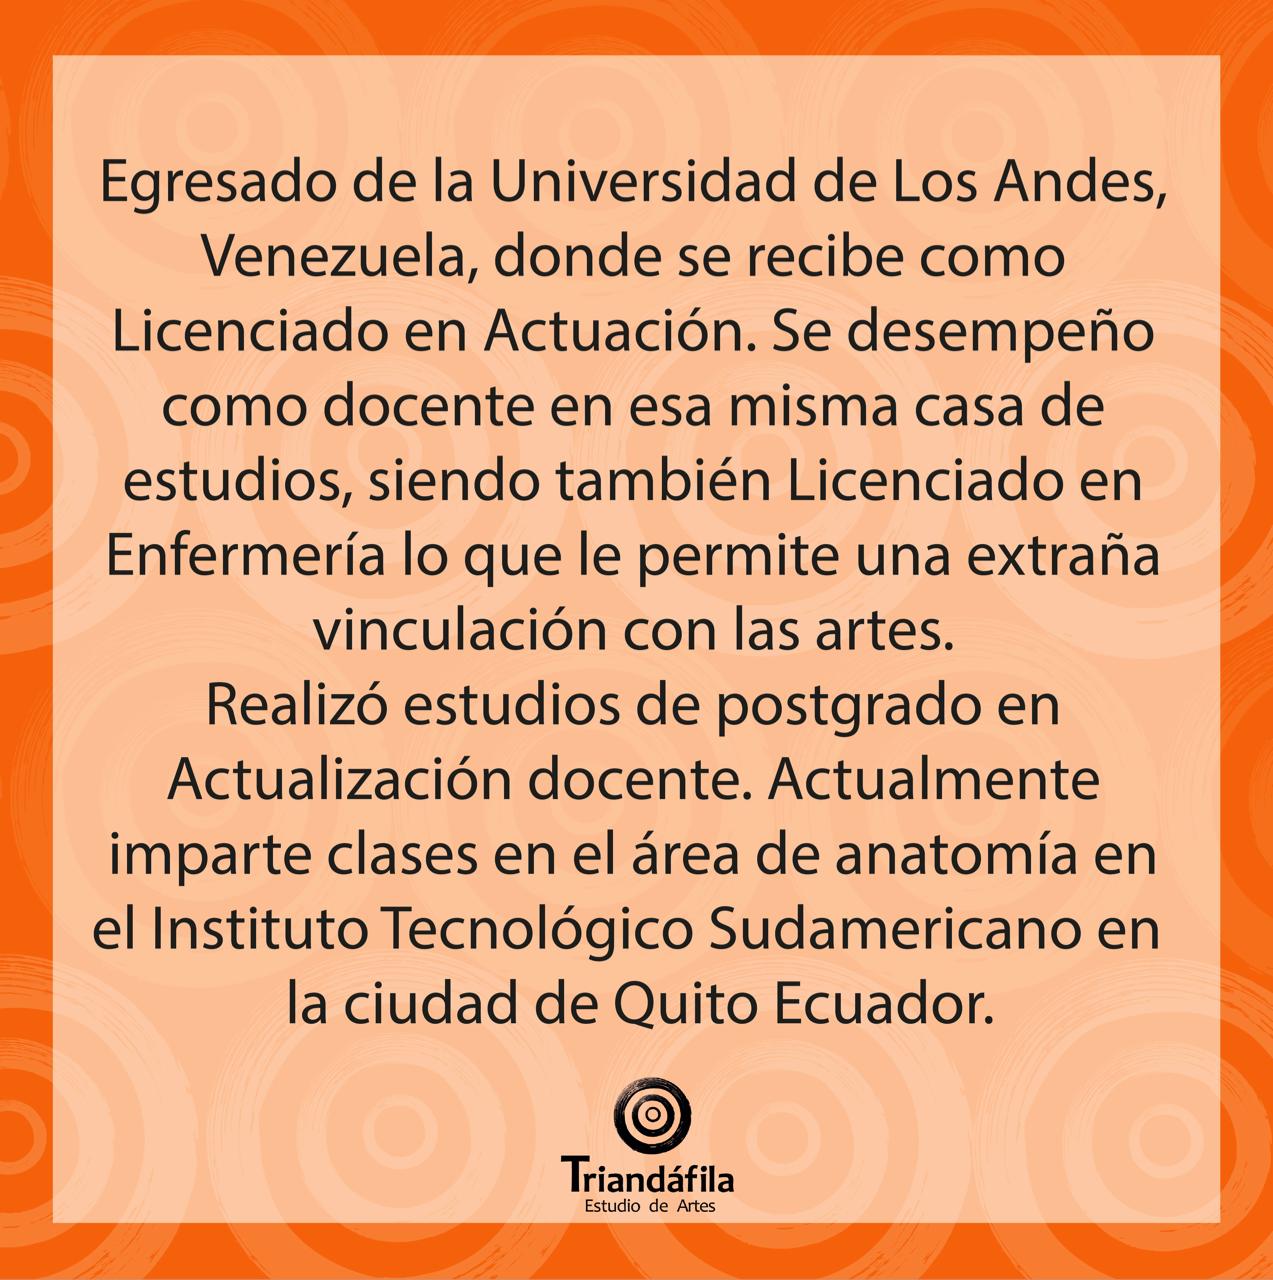 Egresado de la Universidad de Los Andes,
Venezuela, donde se recibe como
Licenciado en Actuación. Se desempeño
como docente en esa misma casa de
estudios, siendo también Licenciado en
Enfermería lo que le permite una extraña
vinculación con las artes.
Realizó estudios de postgrado en
Actualización docente. Actualmente
imparte clases en el área de anatomía en
el Instituto Tecnológico Sudamericano en
la ciudad de Quito Ecuador.
Triandáfila
Estudio de Artes